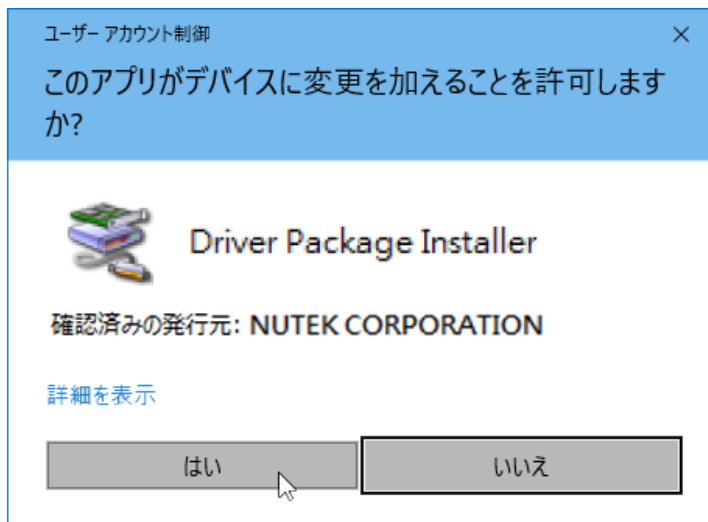 ユーザー アカウント制御
このアプリがデバイスに変更を加えることを許可します
か?
Driver Package Installer
確認済みの発行元: NUTEK CORPORATION
詳細を表示
はい
いいえ